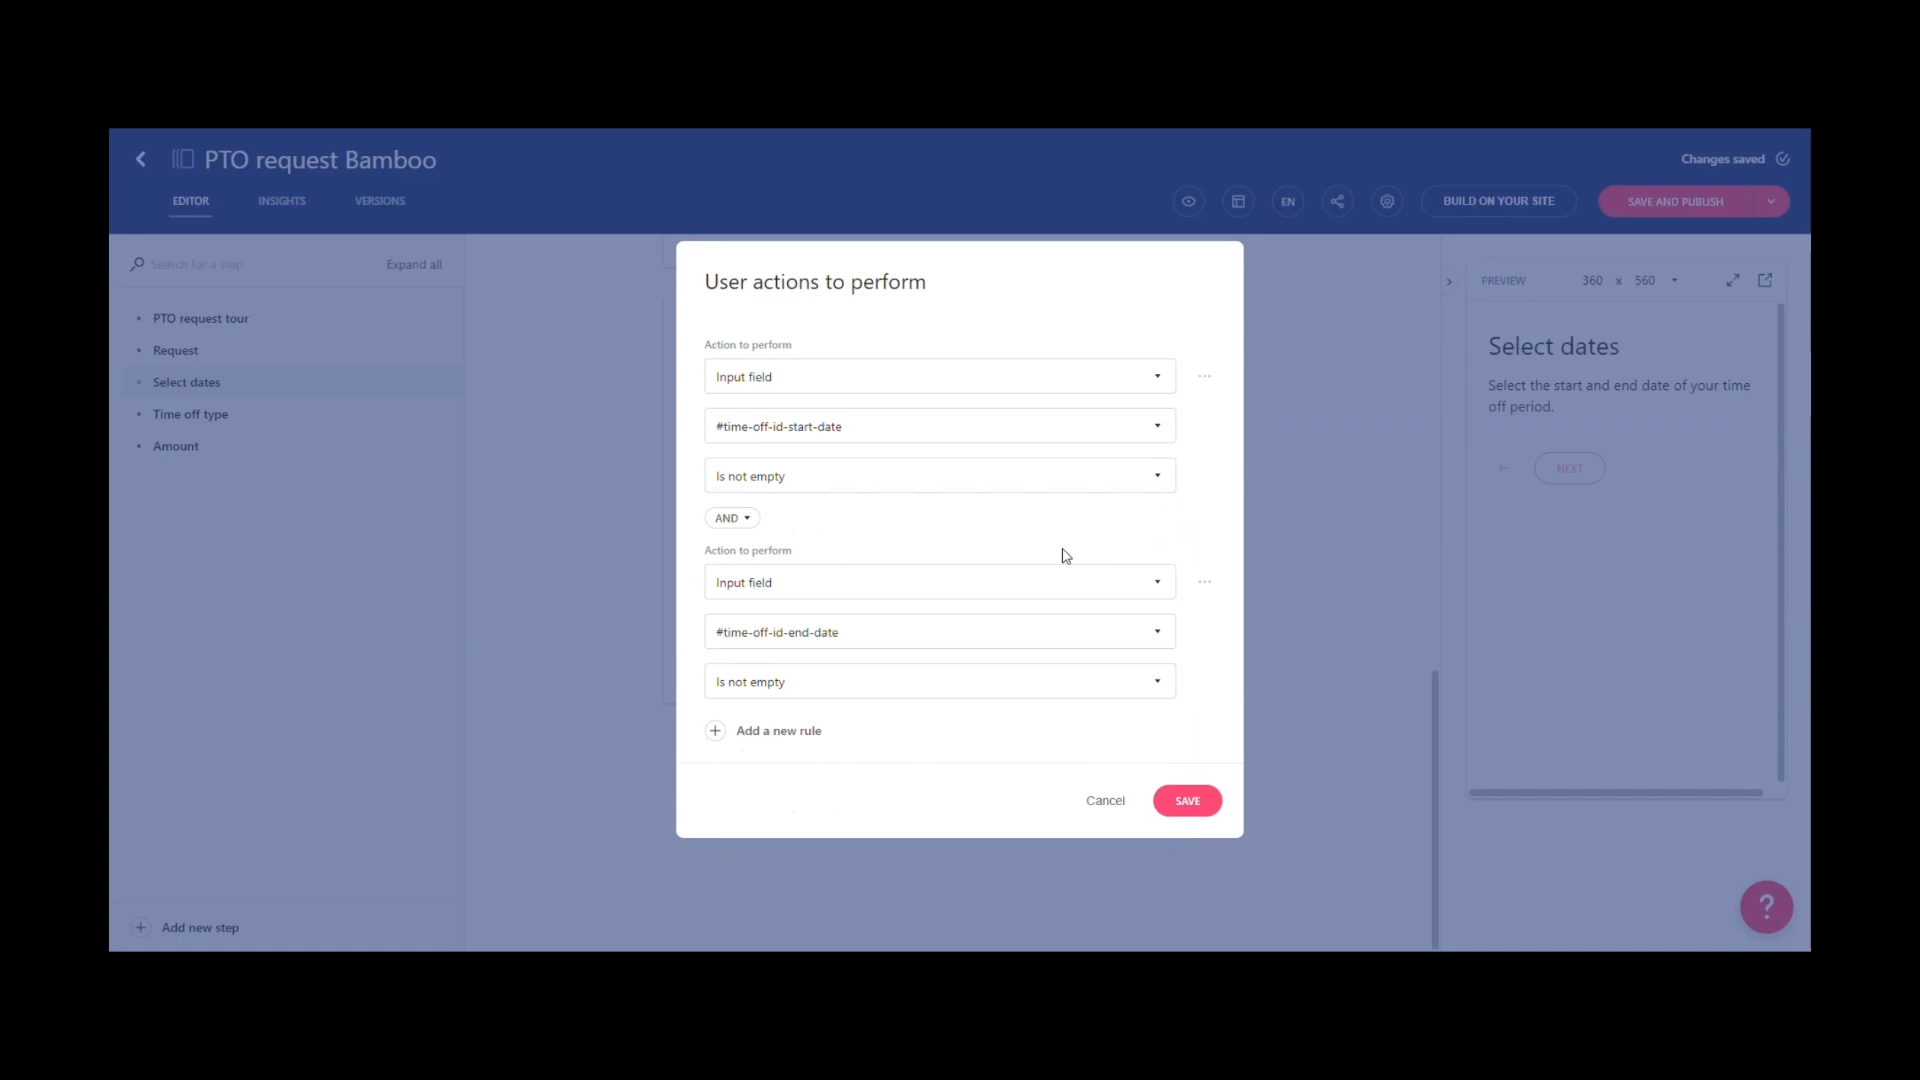 PTO request Bamboo
Changes saved
EDITOR
INSIGHTS
VERSIONS
EN
BUILD ON YOUR SITE
SAVE AND PUBLISH
Search for a step
Expand all
PTO request tour
Request
Select dates
Time off type
Amount
Add new step
User actions to perform
Action to perform
Input field
#time-off-id-start-date
Is not empty
AND
Action to perform
Input field
#time-off-id-end-date
Is not empty
+ Add a new rule
Cancel
SAVE
PREVIEW
360 x 560
Select dates
Select the start and end date of your time
off period.
NEXT
?